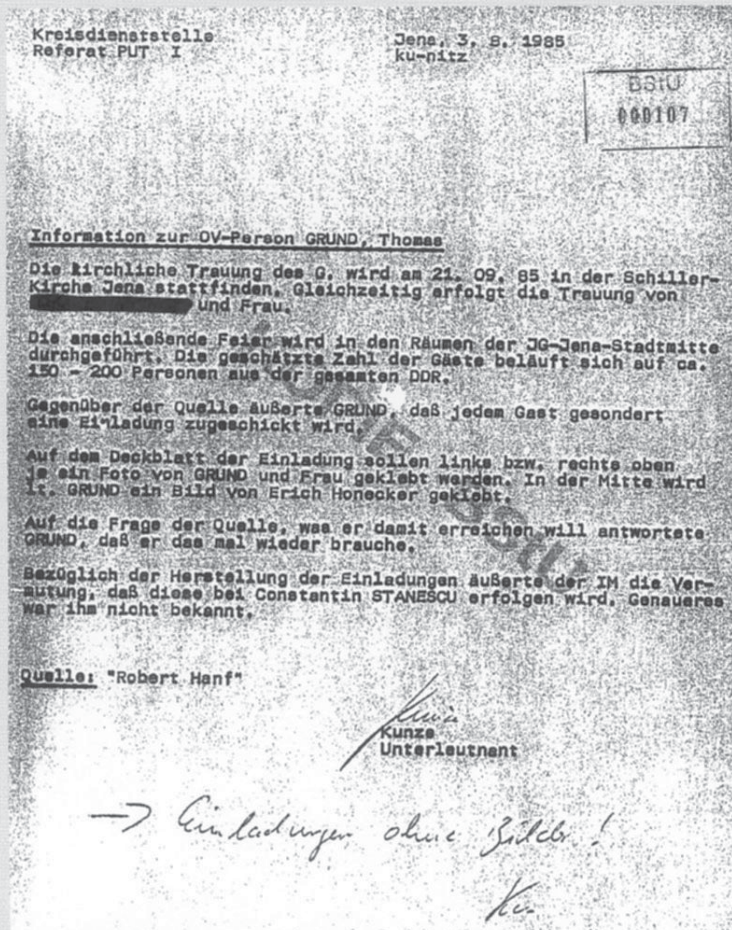 Kreisdienststelle
Referat PUT I
Jena, 3. 8. 1985
ku-nitz
BStU
000107
Information zur OV-Person GRUND, Thomas
Die kirchliche Trauung des G. wird am 21. 09. 85 in der Schiller-
Kirche Jena stattfinden. Gleichzeitig erfolgt die Trauung von
und Frau.
Die anschließende Feier wird in den Räumen der JG-Jena-Stadtmitte
durchgeführt. Die geschätzte Zahl der Gäste beläuft sich auf ca.
150 - 200 Personen aus der gesamten DDR.
Gegenüber der Quelle äußerte GRUND, daß jedem Gast gesondert
eine Einladung zugeschickt wird.
Auf dem Deckblatt der Einladung sollen links bzw. rechts oben
je ein Foto von GRUND und Frau geklebt werden. In der Mitte wird
lt. GRUND ein Bild von Erich Honecker geklebt.
Auf die Frage der Quelle, was er damit erreichen will antwortete
GRUND, daß er das mal wieder brauche.
Bezüglich der Herstellung der Einladungen äußerte der IM die Ver-
mutung, daß diese bei Constantin STANESCU erfolgen wird. Genaueres
war ihm nicht bekannt.
Quelle: "Robert Hanf"
Kunze
Unterleutnant
→ Einladungen ohne Bilder!
Ku.
BStU